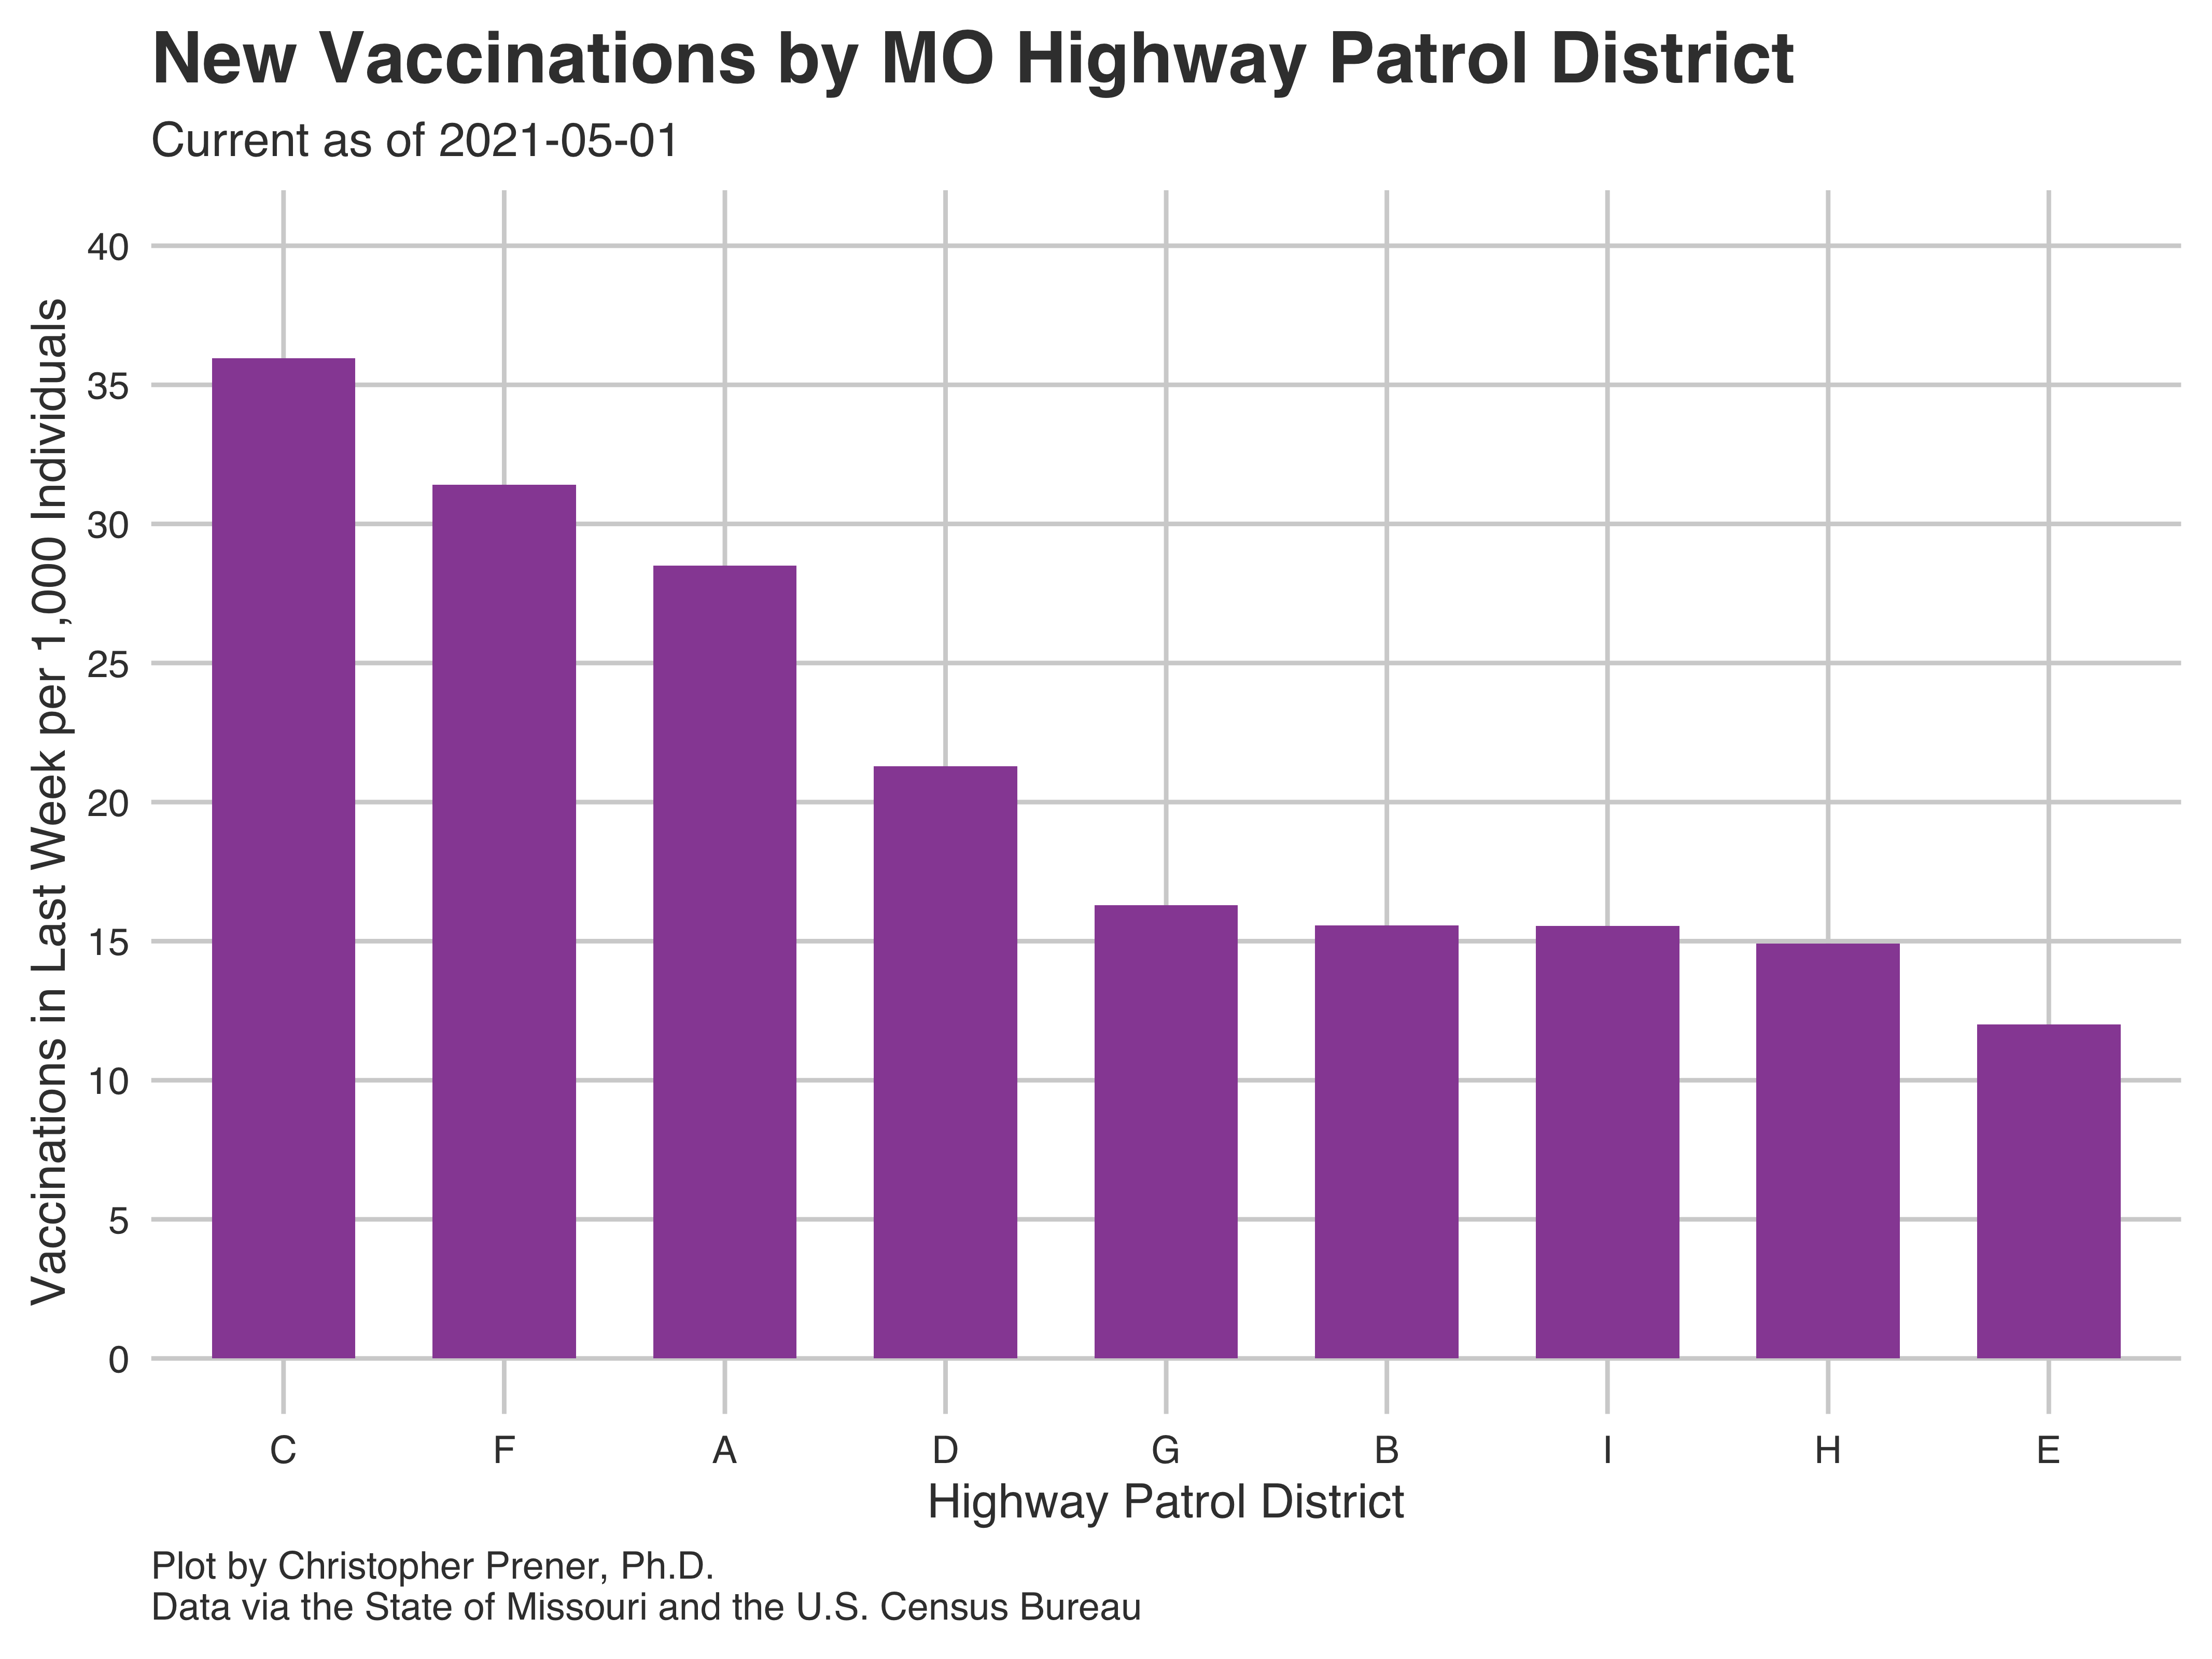 New Vaccinations by MO Highway Patrol District
Current as of 2021-05-01
Vaccinations in Last Week per 1,000 Individuals
40
35
30
25
20
15
10
5
0
C F A D G B I H E
Highway Patrol District
Plot by Christopher Prener, Ph.D.
Data via the State of Missouri and the U.S. Census Bureau